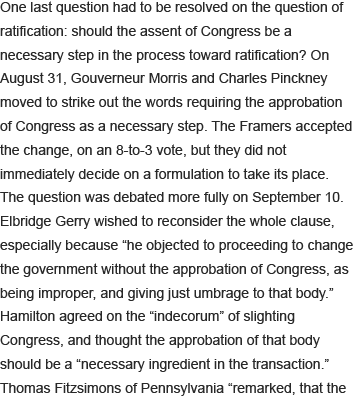 One last question had to be resolved on the question of
ratification: should the assent of Congress be a
necessary step in the process toward ratification? On
August 31, Gouverneur Morris and Charles Pinckney
moved to strike out the words requiring the approbation
of Congress as a necessary step. The Framers accepted
the change, on an 8-to-3 vote, but they did not
immediately decide on a formulation to take its place.
The question was debated more fully on September 10.
Elbridge Gerry wished to reconsider the whole clause,
especially because “he objected to proceeding to change
the government without the approbation of Congress, as
being improper, and giving just umbrage to that body.”
Hamilton agreed on the “indecorum” of slighting
Congress, and thought the approbation of that body
should be a “necessary ingredient in the transaction.”
Thomas Fitzsimons of Pennsylvania “remarked, that the